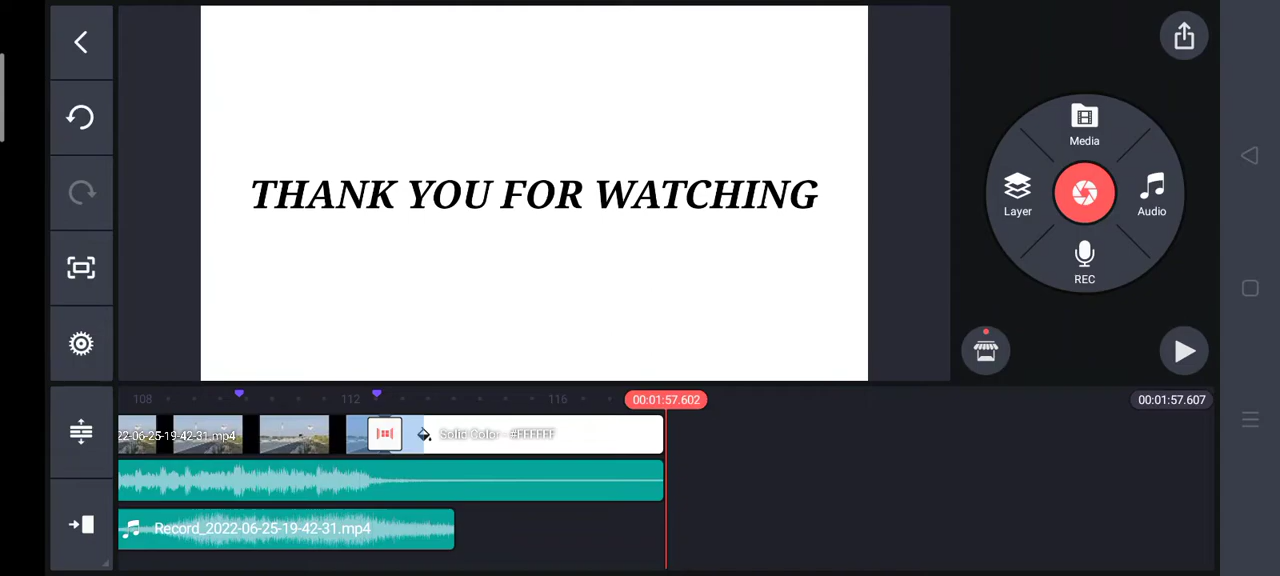 THANK YOU FOR WATCHING
Media
Layer
Audio
REC
108
112
116
00:01:57.602
00:01:57.607
22-06-25-19-42-31.mp4
Solid Color - #FFFFFF
Record_2022-06-25-19-42-31.mp4